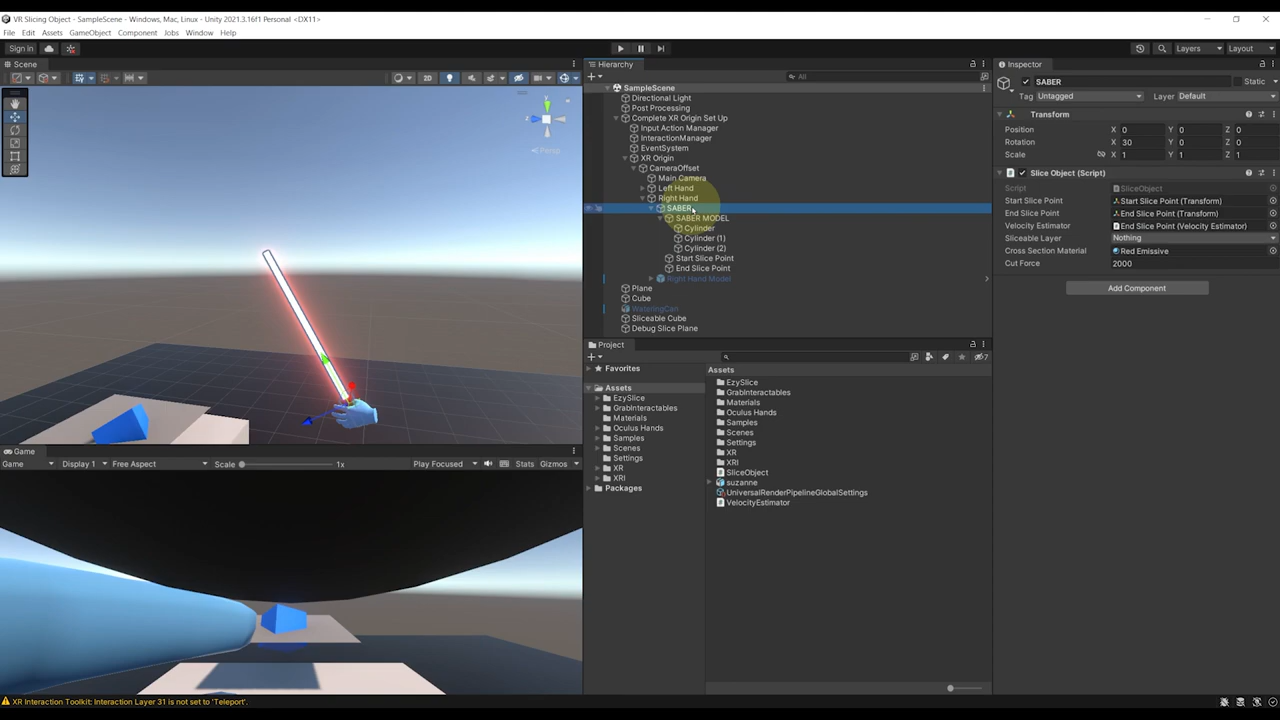 VR Slicing Object - SampleScene - Windows, Mac, Linux - Unity 2021.3.16f1 Personal <DX11>
File Edit Assets GameObject Component Jobs Window Help
Sign In
Layers
Layout
Scene
2D
y
z
Persp
Hierarchy
All
SampleScene
Directional Light
Post Processing
Complete XR Origin Set Up
Input Action Manager
InteractionManager
EventSystem
XR Origin
CameraOffset
Main Camera
Left Hand
Right Hand
SABER
SABER MODEL
Cylinder
Cylinder (1)
Cylinder (2)
Start Slice Point
End Slice Point
Right Hand Model
Plane
Cube
WateringCan
Sliceable Cube
Debug Slice Plane
Inspector
SABER
Static
Tag Untagged Layer Default
Transform
Position X 0 Y 0 Z 0
Rotation X 30 Y 0 Z 0
Scale X 1 Y 1 Z 1
Slice Object (Script)
Script SliceObject
Start Slice Point Start Slice Point (Transform)
End Slice Point End Slice Point (Transform)
Velocity Estimator End Slice Point (Velocity Estimator)
Sliceable Layer Nothing
Cross Section Material Red Emissive
Cut Force 2000
Add Component
Project
7
Favorites
Assets
EzySlice
GrabInteractables
Materials
Oculus Hands
Samples
Scenes
Settings
XR
XRI
Packages
Assets
EzySlice
GrabInteractables
Materials
Oculus Hands
Samples
Scenes
Settings
XR
XRI
SliceObject
suzanne
UniversalRenderPipelineGlobalSettings
VelocityEstimator
Game
Game Display 1 Free Aspect Scale 1x Play Focused Stats Gizmos
XR Interaction Toolkit: Interaction Layer 31 is not set to 'Teleport'.